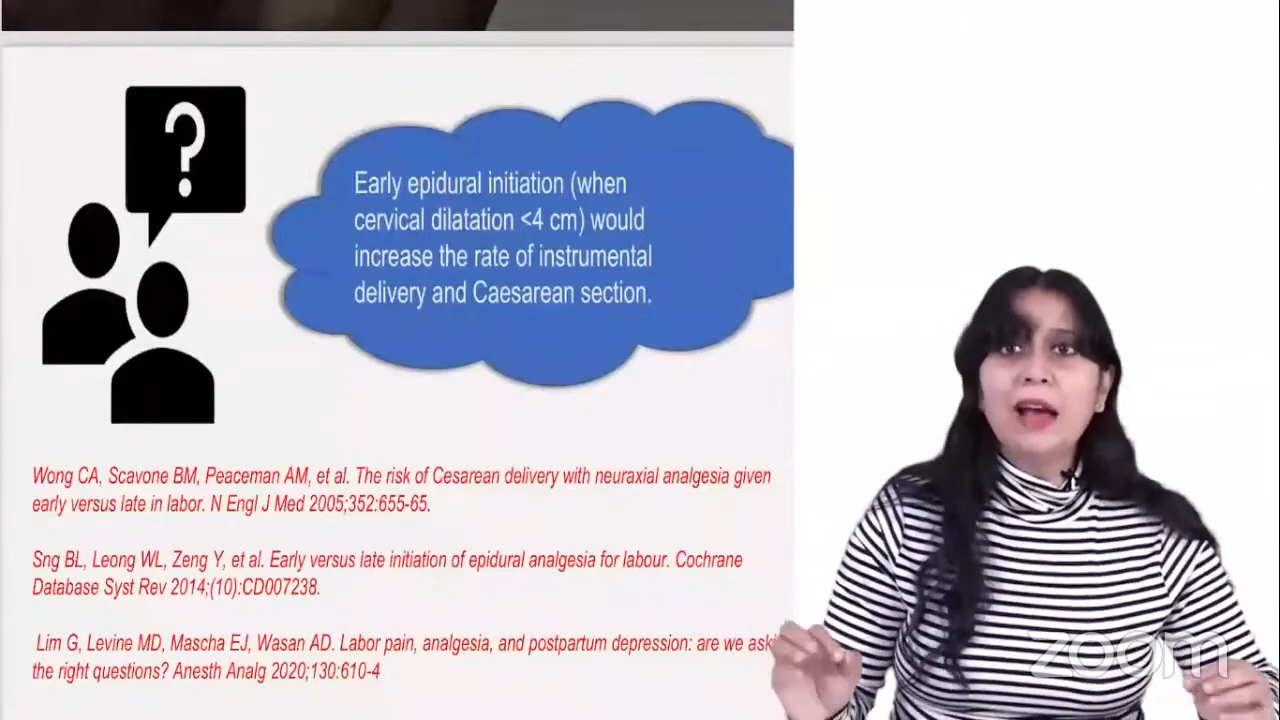 ?
Early epidural initiation (when
cervical dilatation <4 cm) would
increase the rate of instrumental
delivery and Caesarean section.
Wong CA, Scavone BM, Peaceman AM, et al. The risk of Cesarean delivery with neuraxial analgesia given
early versus late in labor. N Engl J Med 2005;352:655-65.
Sng BL, Leong WL, Zeng Y, et al. Early versus late initiation of epidural analgesia for labour. Cochrane
Database Syst Rev 2014;(10):CD007238.
Lim G, Levine MD, Mascha EJ, Wasan AD. Labor pain, analgesia, and postpartum depression: are we aski
the right questions? Anesth Analg 2020;130:610-4
zoom